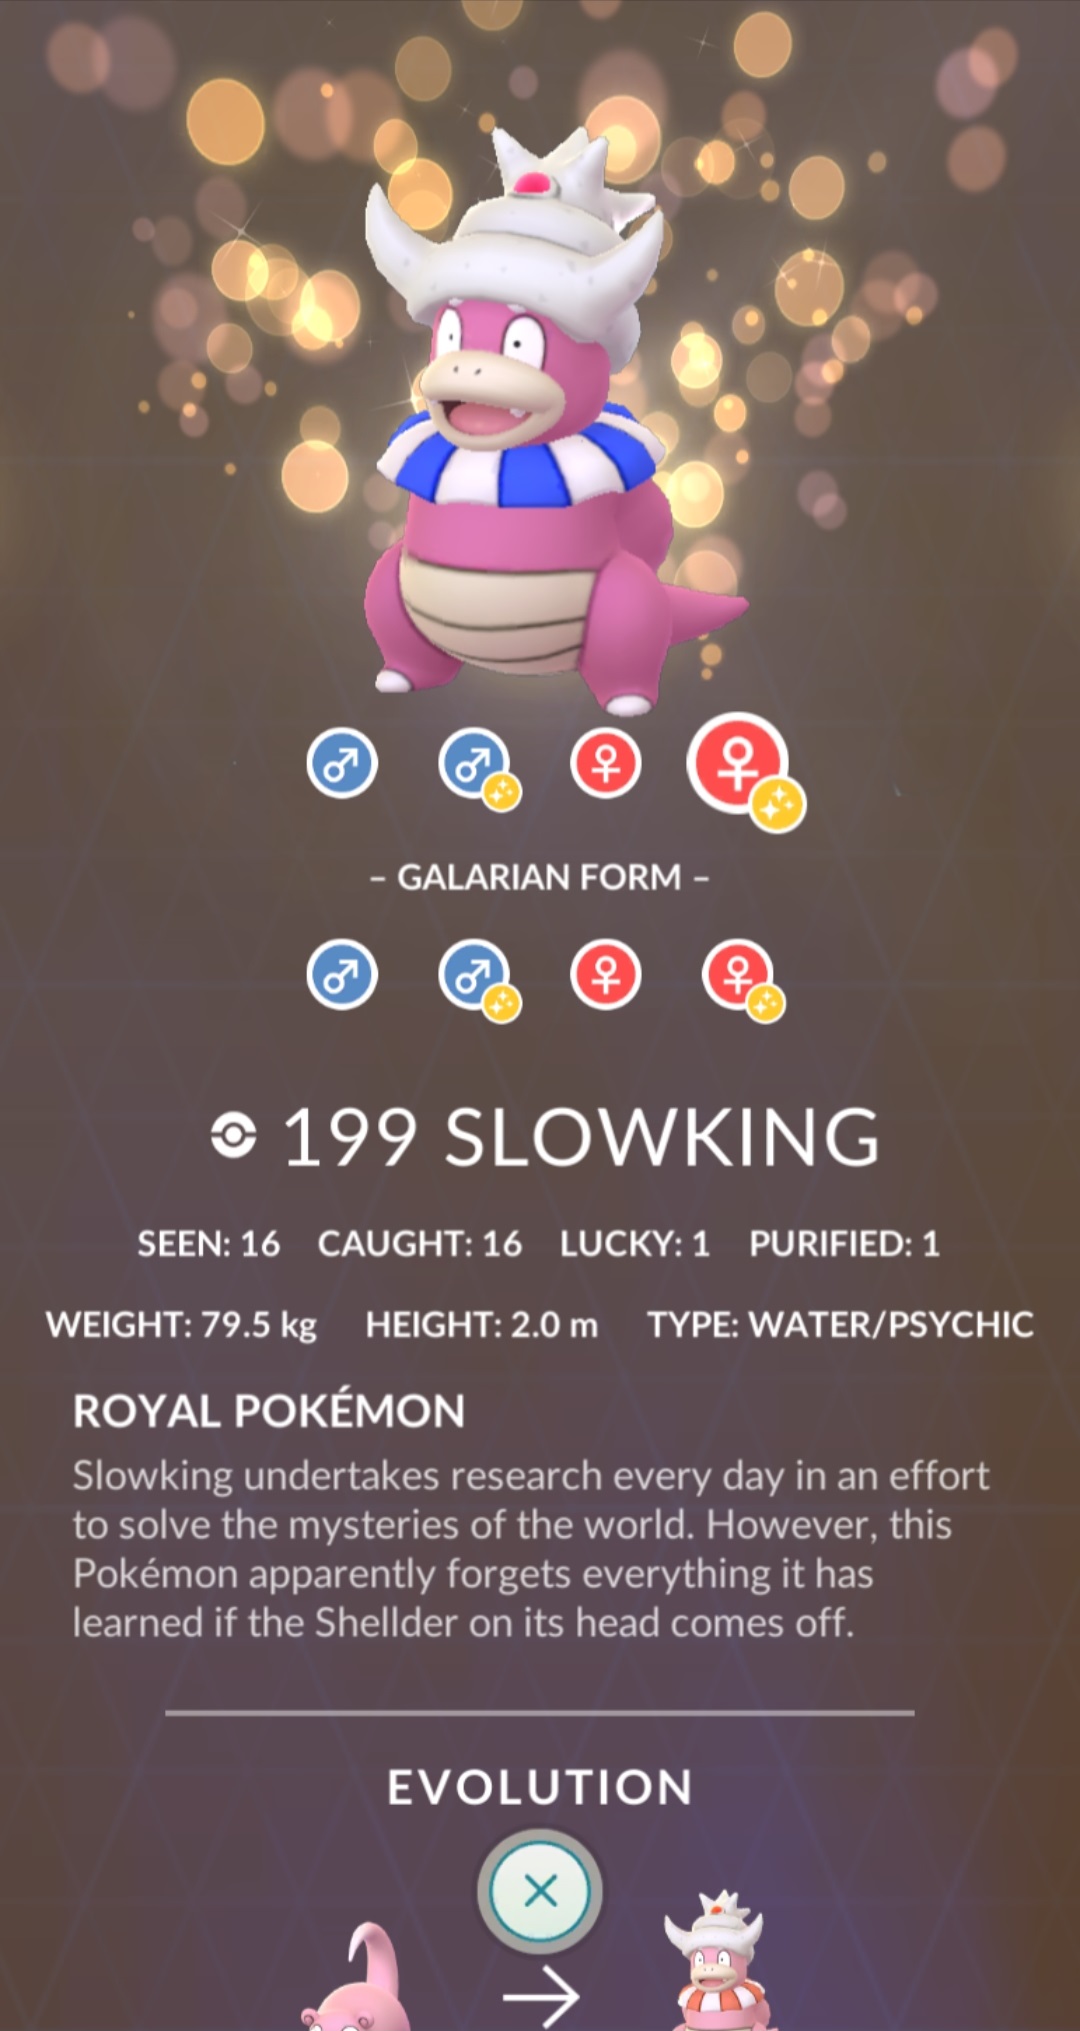 – GALARIAN FORM –
199 SLOWKING
SEEN: 16 CAUGHT: 16 LUCKY: 1 PURIFIED: 1
WEIGHT: 79.5 kg HEIGHT: 2.0 m TYPE: WATER/PSYCHIC
ROYAL POKÉMON
Slowking undertakes research every day in an effort
to solve the mysteries of the world. However, this
Pokémon apparently forgets everything it has
learned if the Shellder on its head comes off.
EVOLUTION